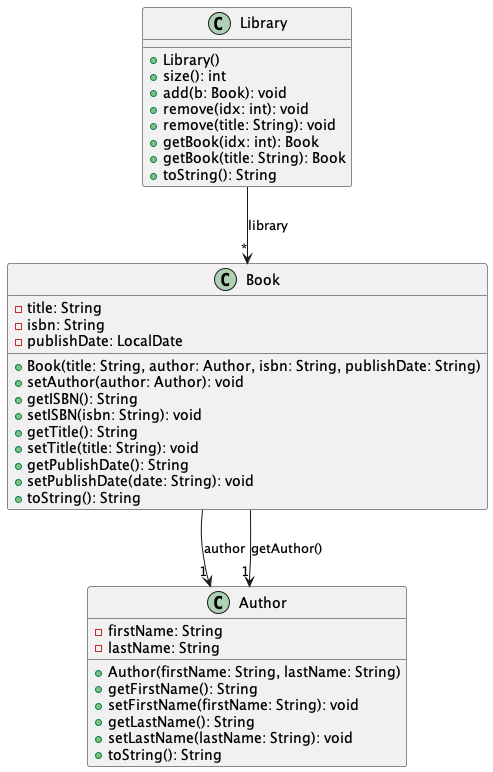 C Library
Library()
size(): int
add(b: Book): void
remove(idx: int): void
remove(title: String): void
getBook(idx: int): Book
getBook(title: String): Book
toString(): String
library
*
C Book
title: String
isbn: String
publishDate: LocalDate
Book(title: String, author: Author, isbn: String, publishDate: String)
setAuthor(author: Author): void
getISBN(): String
setISBN(isbn: String): void
getTitle(): String
setTitle(title: String): void
getPublishDate(): String
setPublishDate(date: String): void
toString(): String
author getAuthor()
1 1
C Author
firstName: String
lastName: String
Author(firstName: String, lastName: String)
getFirstName(): String
setFirstName(firstName: String): void
getLastName(): String
setLastName(lastName: String): void
toString(): String